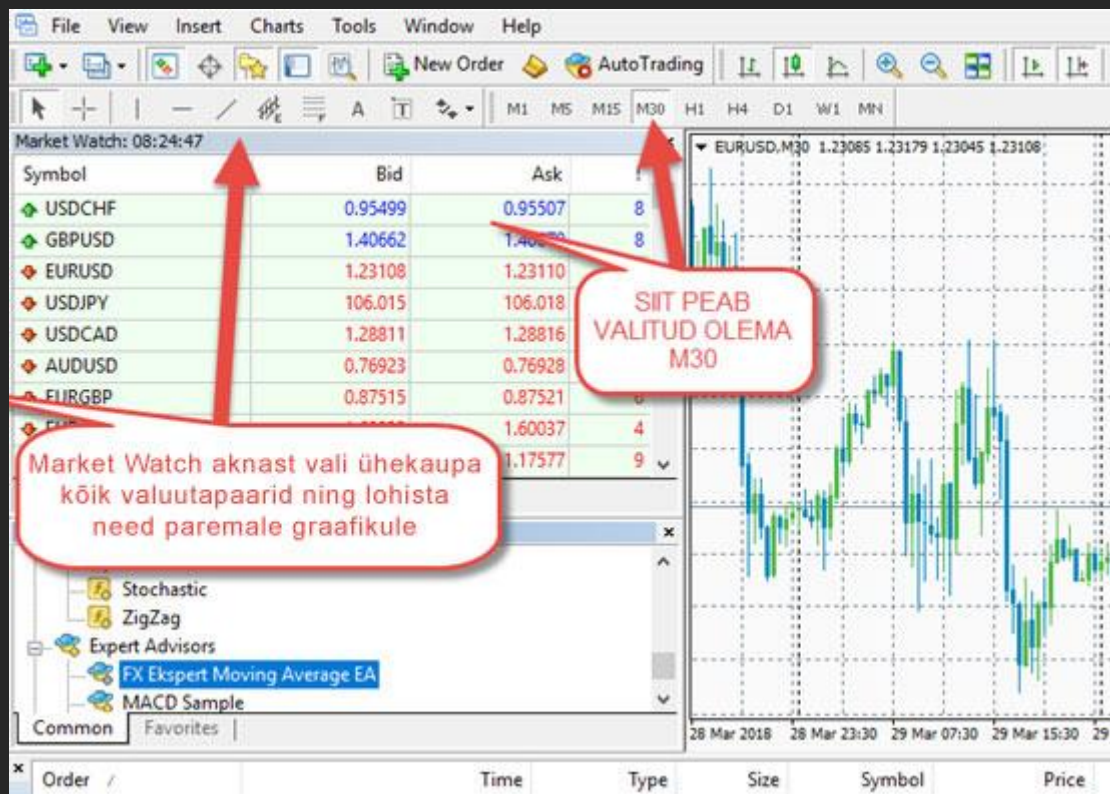 File View Insert Charts Tools Window Help
New Order AutoTrading
A T M1 M5 M15 M30 H1 H4 D1 W1 MN
Market Watch: 08:24:47
EURUSD,M30 1.23085 1.23179 1.23045 1.23108
Symbol Bid Ask !
USDCHF 0.95499 0.95507 8
GBPUSD 1.40662 8
EURUSD 1.23108 1.23110
USDJPY 106.015 106.018
USDCAD 1.28811 1.28816
AUDUSD 0.76923 0.76928
EURGBP 0.87515 0.87521
1.60037 4
1.17577 9
SIIT PEAB
VALITUD OLEMA
M30
Market Watch aknast vali ühekaupa
kõik valuutapaarid ning lohista
need paremale graafikule
Stochastic
ZigZag
Expert Advisors
FX Ekspert Moving Average EA
MACD Sample
Common Favorites
28 Mar 2018 28 Mar 23:30 29 Mar 07:30 29 Mar 15:30 29
Order / Time Type Size Symbol Price